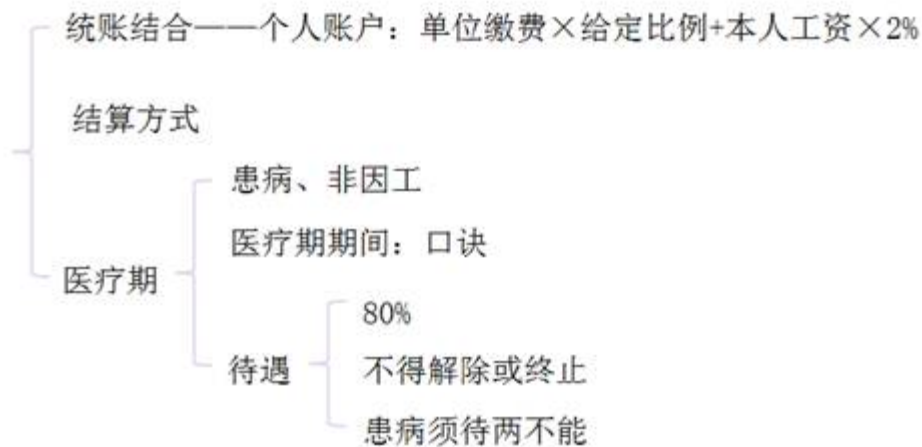 统账结合——个人账户：单位缴费×给定比例+本人工资×2%
结算方式
患病、非因工
医疗期期间：口诀
医疗期
80%
待遇
不得解除或终止
患病须待两不能